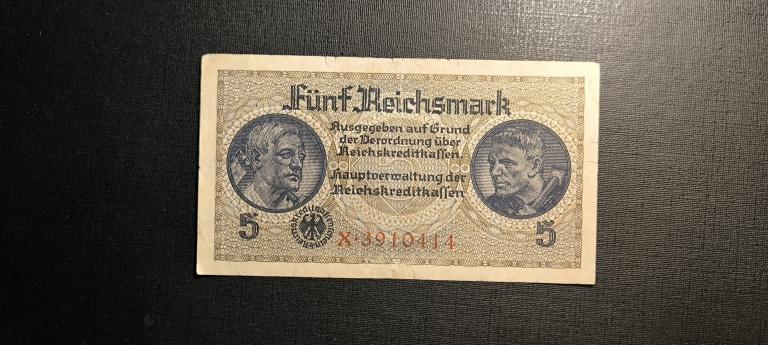 Fünf Reichsmark
Ausgegeben auf Grund
der Verordnung über
Reichskreditkassen.
Hauptverwaltung der
Reichskreditkassen
5
X·3910414
5